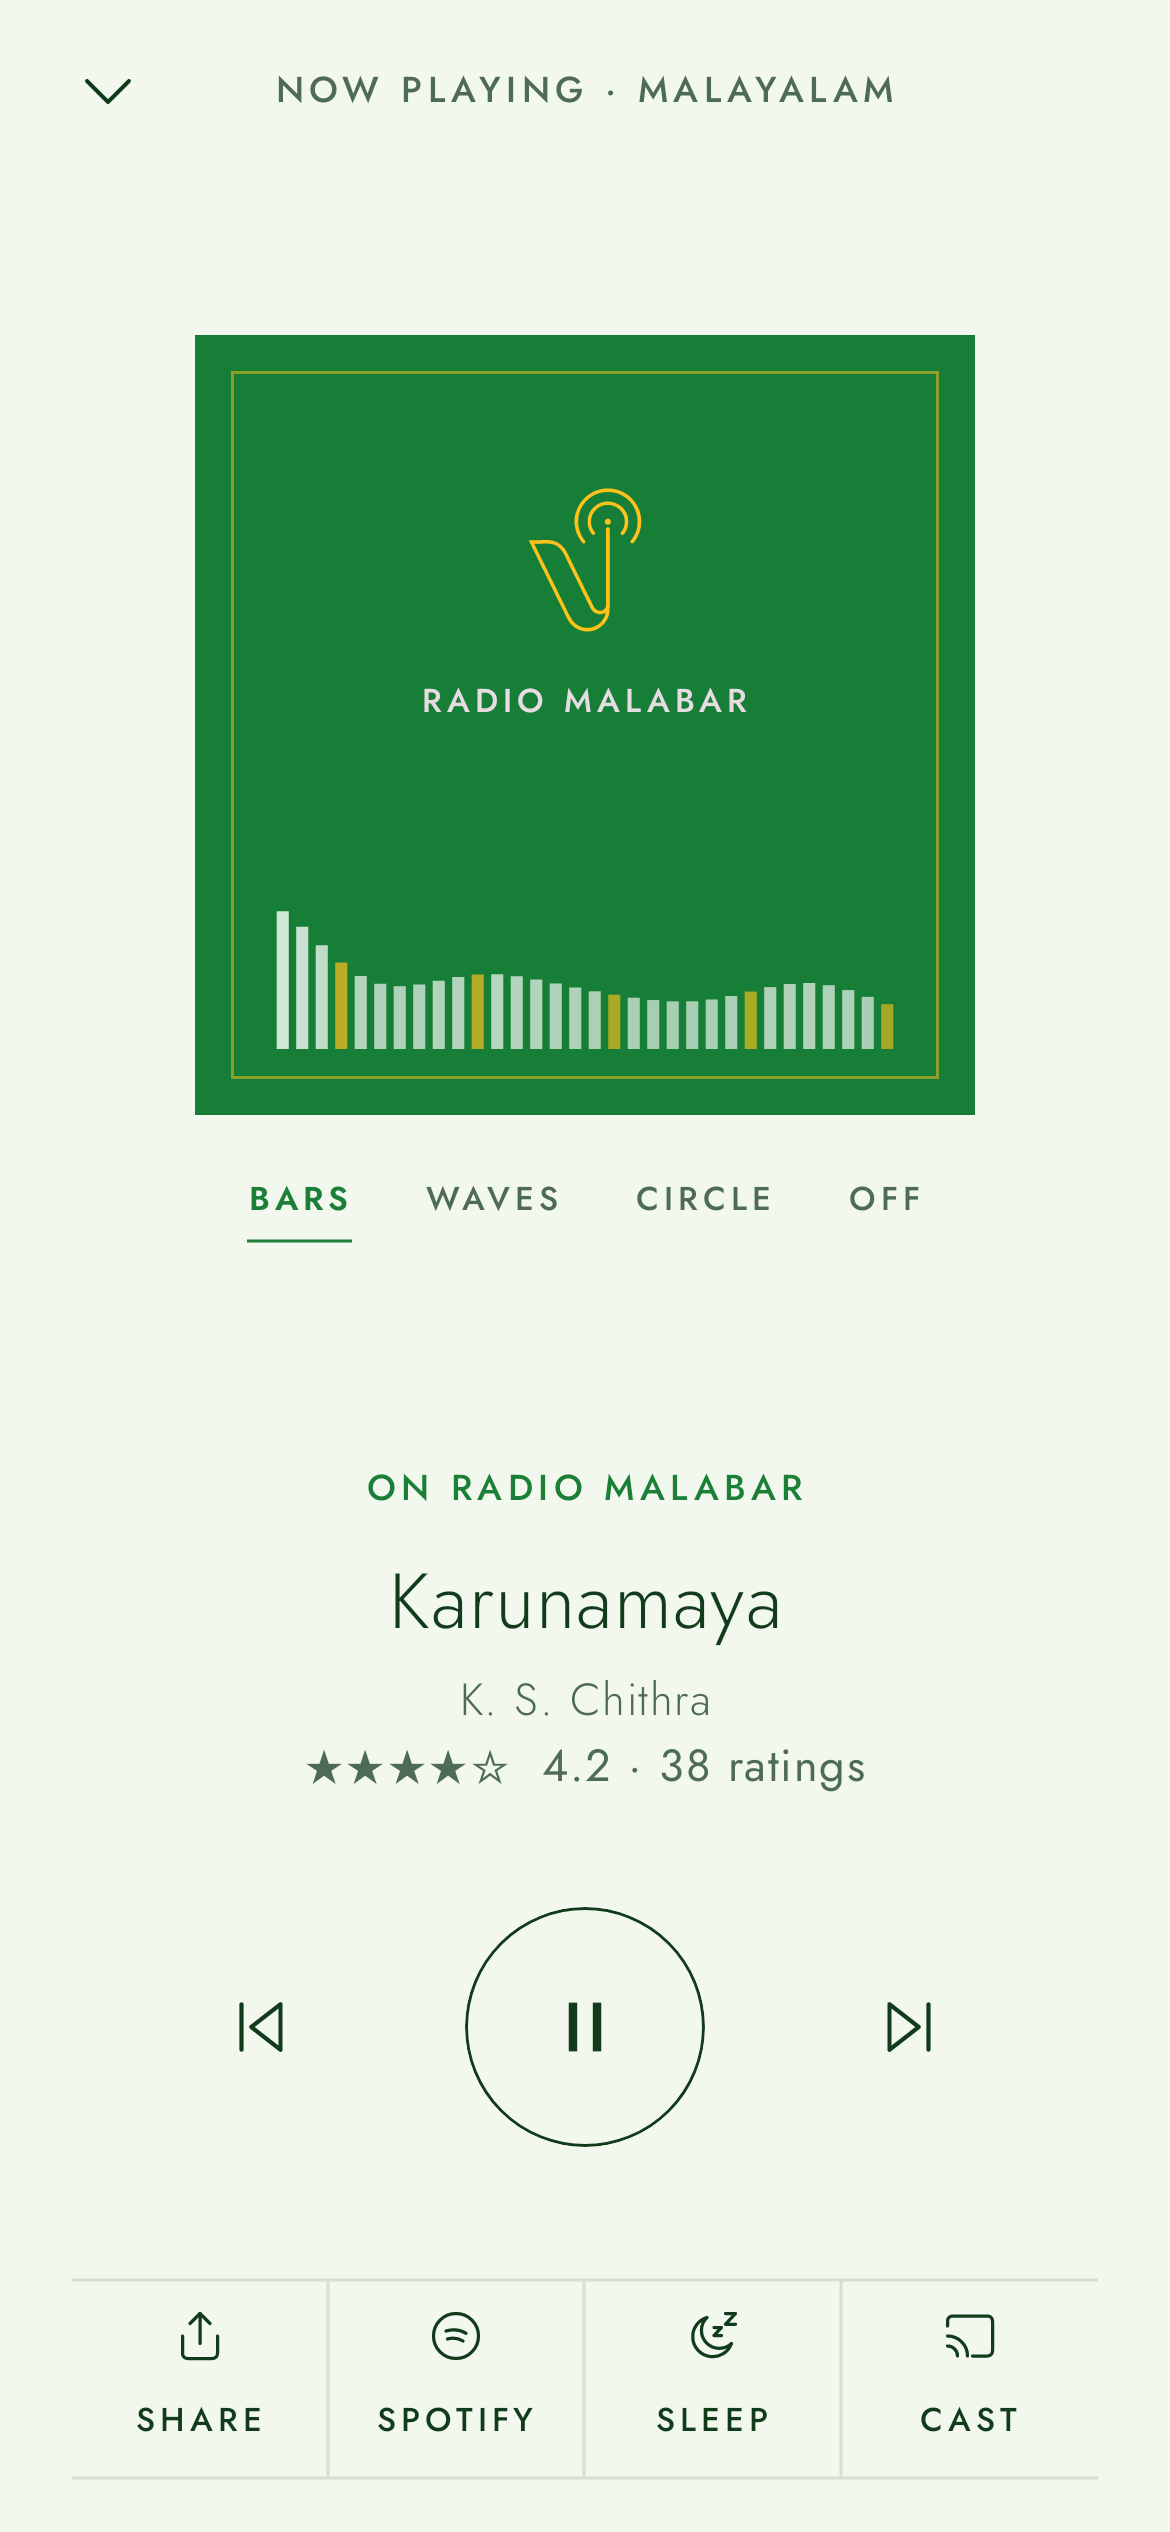 NOW PLAYING · MALAYALAM
RADIO MALABAR
BARS WAVES CIRCLE OFF
ON RADIO MALABAR
Karunamaya
K. S. Chithra
★★★★☆ 4.2 · 38 ratings
SHARE SPOTIFY SLEEP CAST